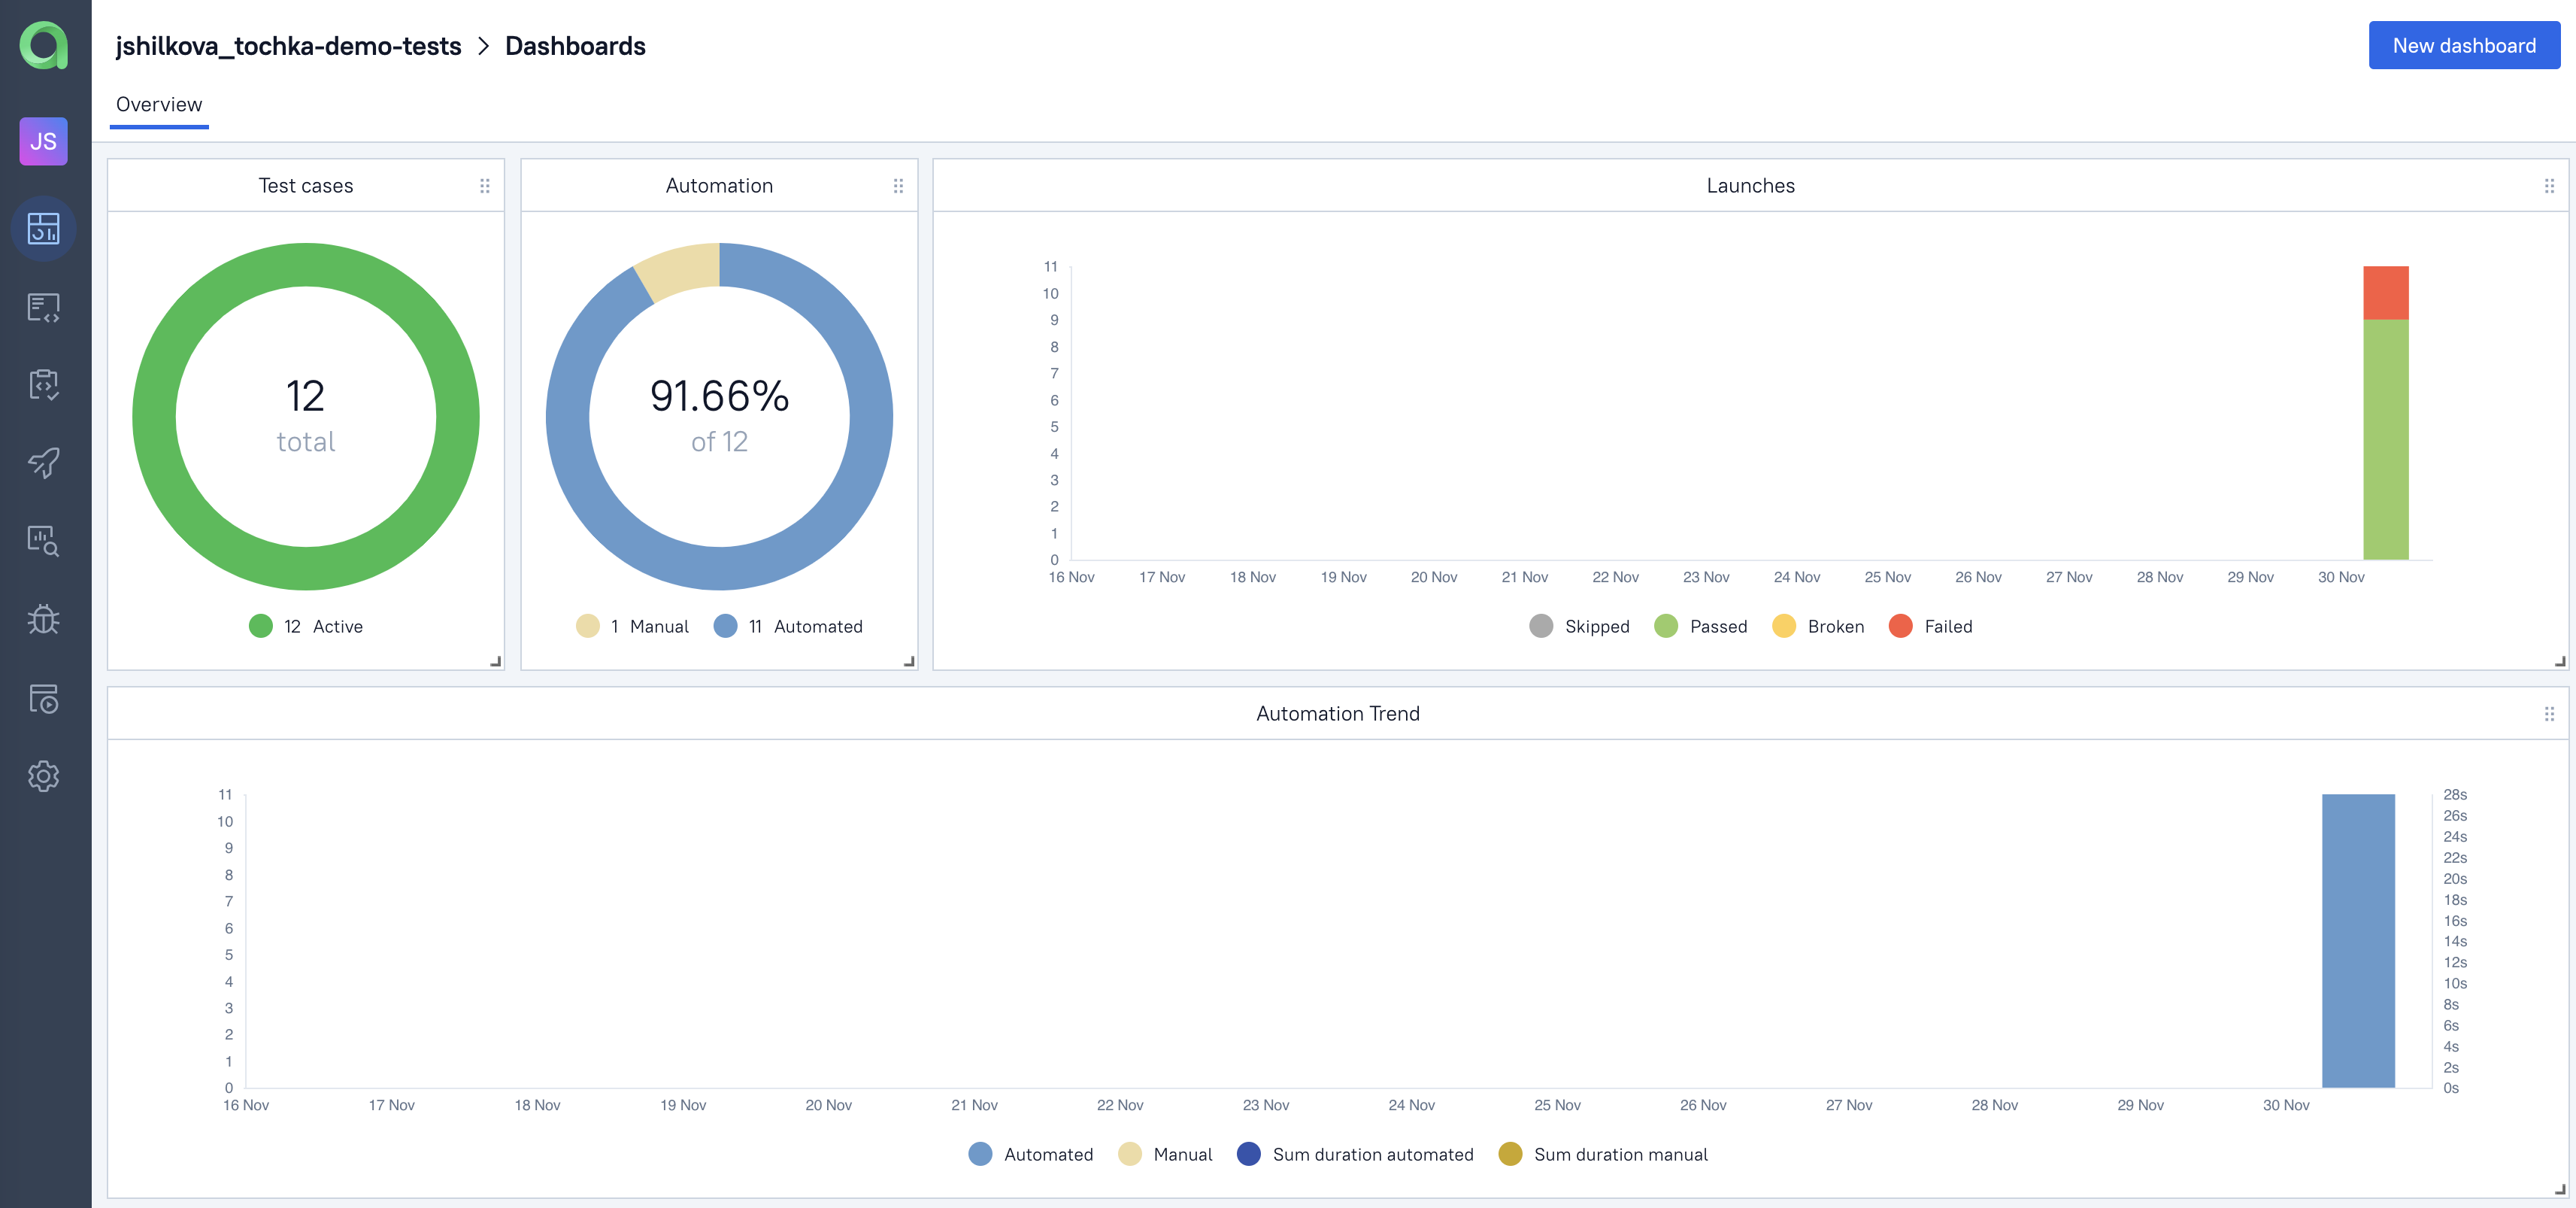 jshilkova_tochka-demo-tests > Dashboards
New dashboard
Overview
JS
Test cases
12
total
12 Active
Automation
91.66%
of 12
1 Manual
11 Automated
Launches
11
10
9
8
7
6
5
4
3
2
1
0
16 Nov 17 Nov 18 Nov 19 Nov 20 Nov 21 Nov 22 Nov 23 Nov 24 Nov 25 Nov 26 Nov 27 Nov 28 Nov 29 Nov 30 Nov
Skipped Passed Broken Failed
Automation Trend
11
10
9
8
7
6
5
4
3
2
1
0
28s
26s
24s
22s
20s
18s
16s
14s
12s
10s
8s
6s
4s
2s
0s
16 Nov 17 Nov 18 Nov 19 Nov 20 Nov 21 Nov 22 Nov 23 Nov 24 Nov 25 Nov 26 Nov 27 Nov 28 Nov 29 Nov 30 Nov
Automated Manual Sum duration automated Sum duration manual